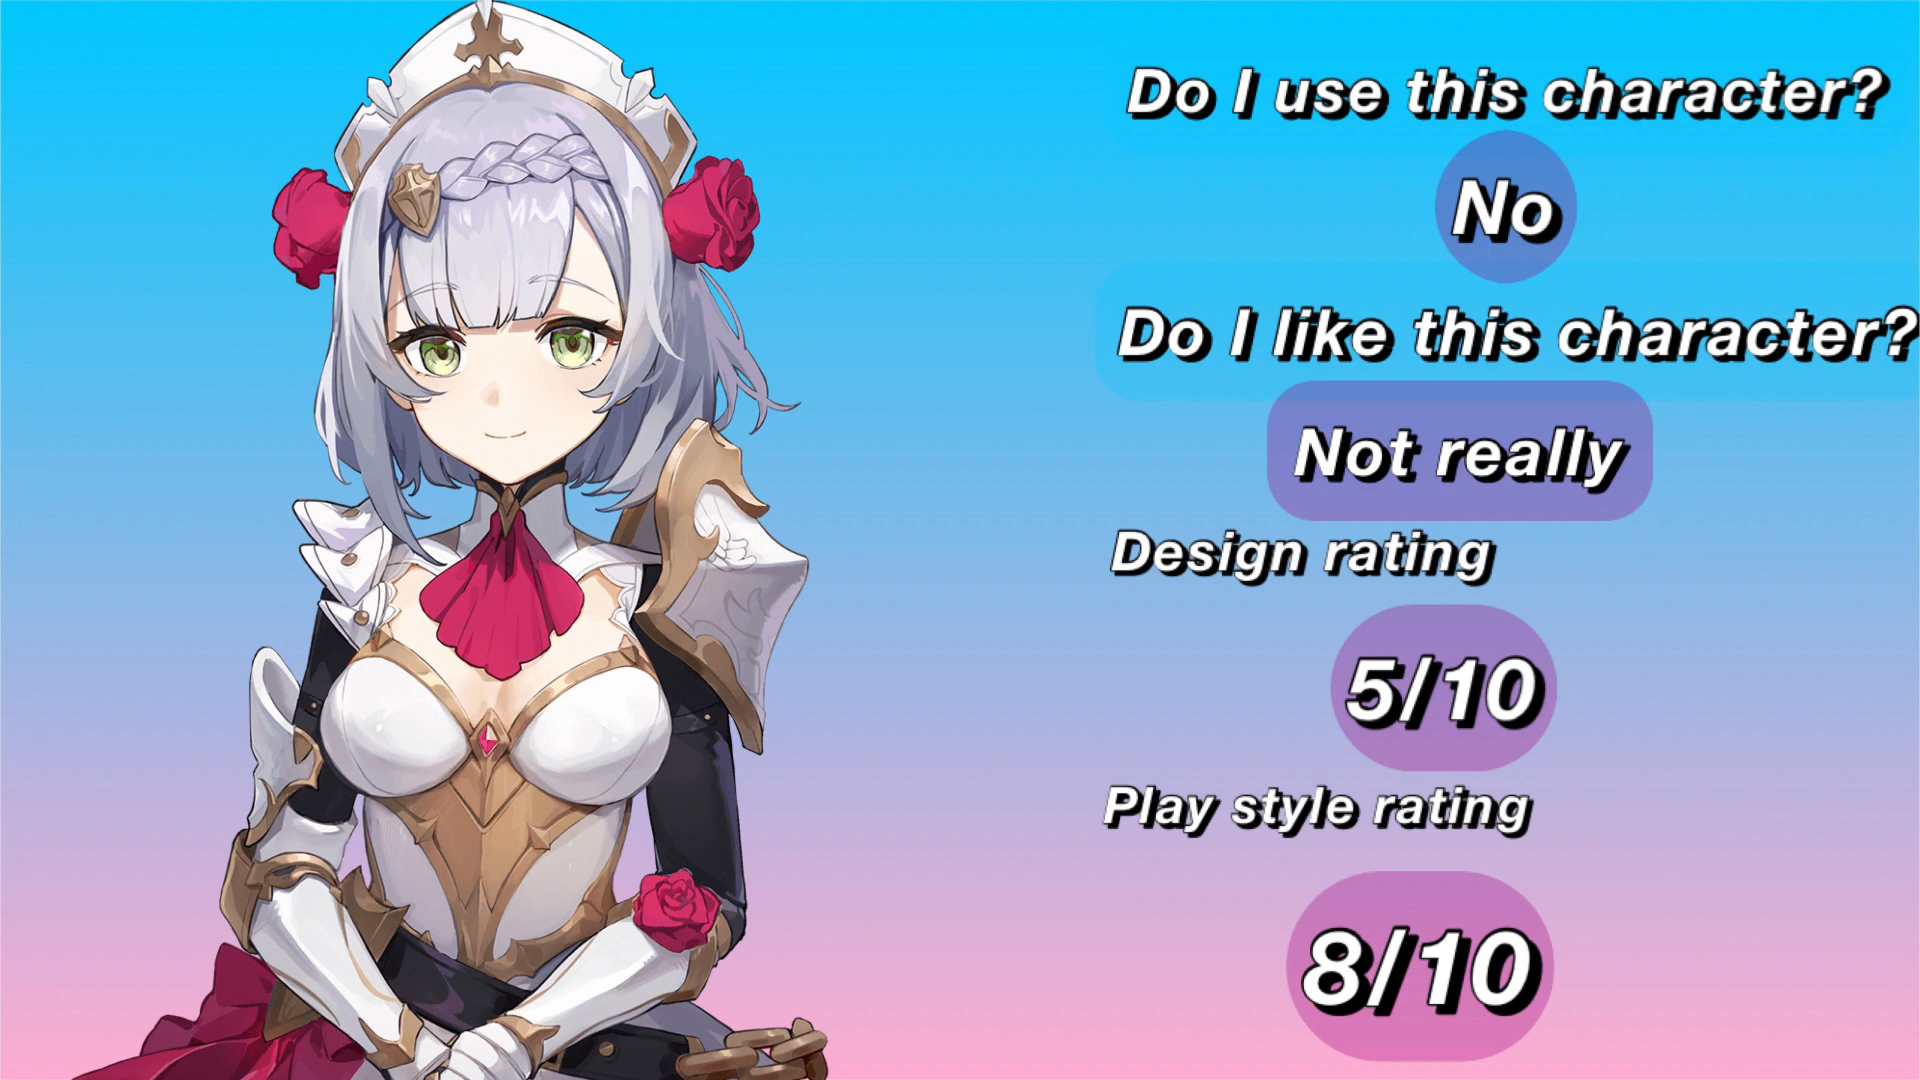 Do I use this character?
No
Do I like this character?
Not really
Design rating
5/10
Play style rating
8/10